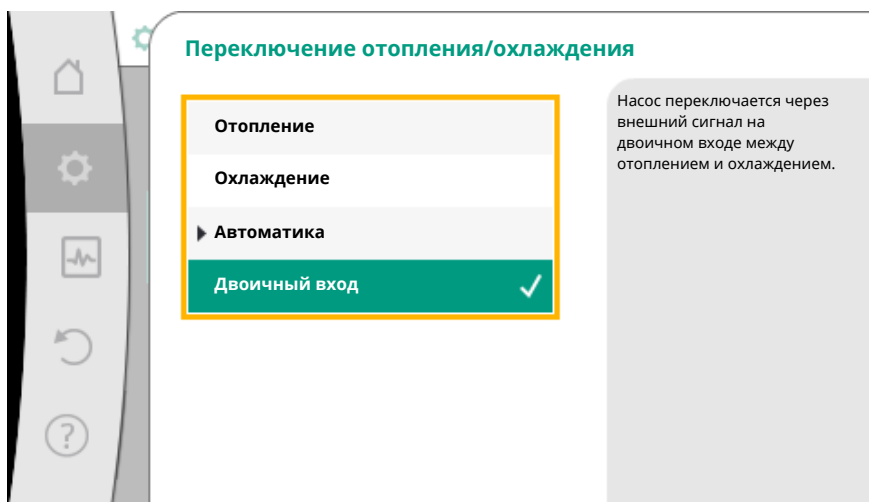 Переключение отопления/охлаждения
Отопление
Охлаждение
Автоматика
Двоичный вход
Насос переключается через
внешний сигнал на
двоичном входе между
отоплением и охлаждением.
?